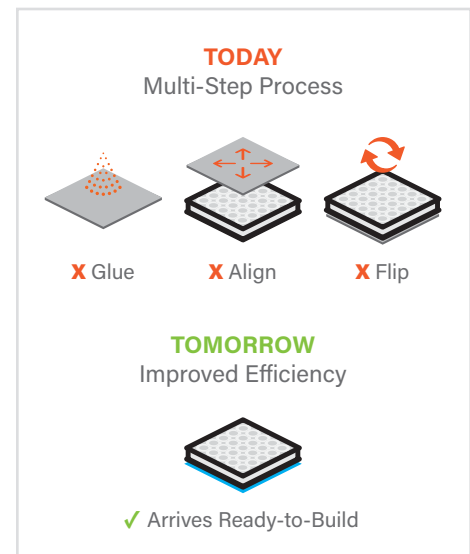 TODAY
Multi-Step Process
X Glue
X Align
X Flip
TOMORROW
Improved Efficiency
✓ Arrives Ready-to-Build